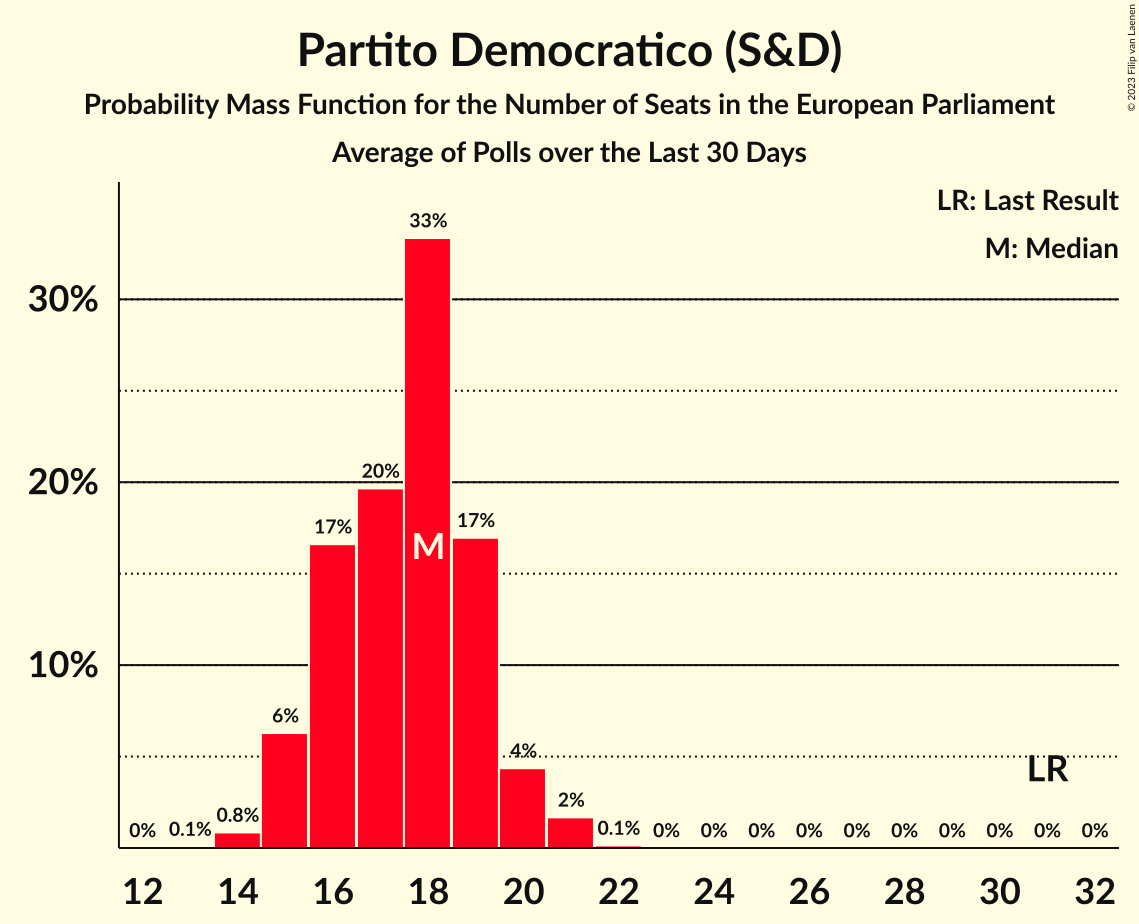 Partito Democratico (S&D)
Probability Mass Function for the Number of Seats in the European Parliament
Average of Polls over the Last 30 Days
© 2023 Filip van Laenen
LR: Last Result
M: Median
33%
30%
20%
20%
17%
17%
M
10%
6%
4%
LR
2%
0% 0.1% 0.8% 0.1% 0% 0% 0% 0% 0% 0% 0% 0% 0% 0%
12 14 16 18 20 22 24 26 28 30 32